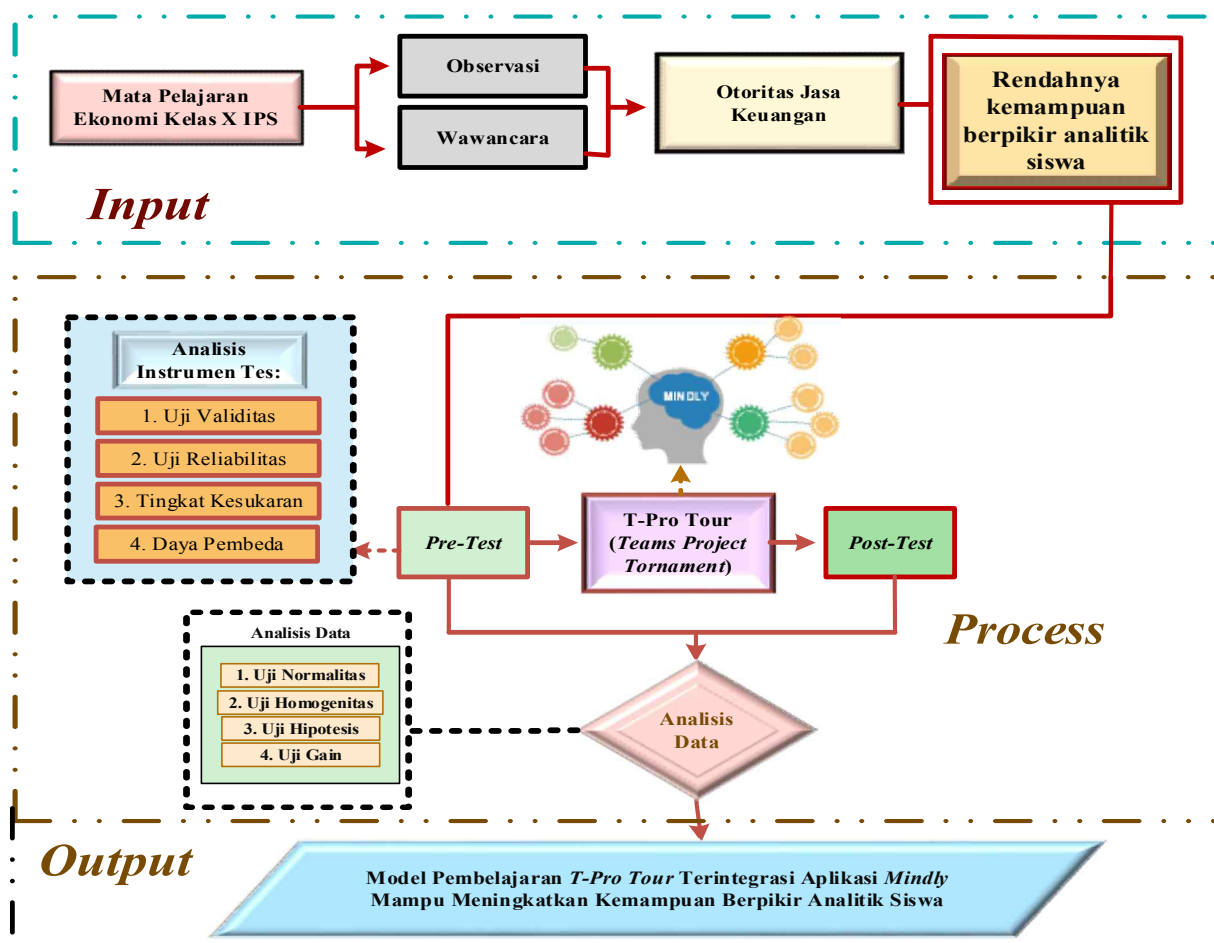 Mata Pelajaran
Ekonomi Kelas X IPS
Observasi
Wawancara
Otoritas Jasa
Keuangan
Rendahnya
kemampuan
berpikir analitik
siswa
Input
Analisis
Instrumen Tes:
1. Uji Validitas
2. Uji Reliabilitas
3. Tingkat Kesukaran
4. Daya Pembeda
MINDLY
Pre-Test
T-Pro Tour
(Teams Project
Tornament)
Post-Test
Process
Analisis Data
1. Uji Normalitas
2. Uji Homogenitas
3. Uji Hipotesis
4. Uji Gain
Analisis
Data
Output
Model Pembelajaran T-Pro Tour Terintegrasi Aplikasi Mindly
Mampu Meningkatkan Kemampuan Berpikir Analitik Siswa